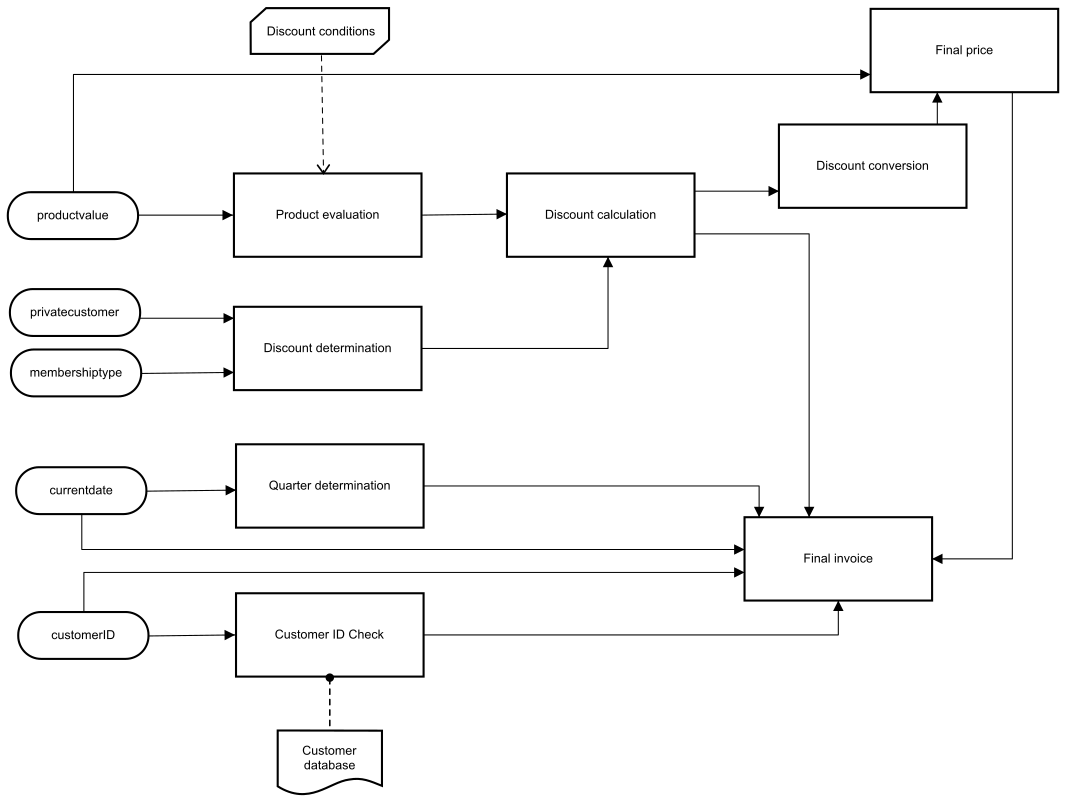 Discount conditions
Final price
Discount conversion
productvalue
Product evaluation
Discount calculation
privatecustomer
Discount determination
membershiptype
currentdate
Quarter determination
Final invoice
customerID
Customer ID Check
Customer
database